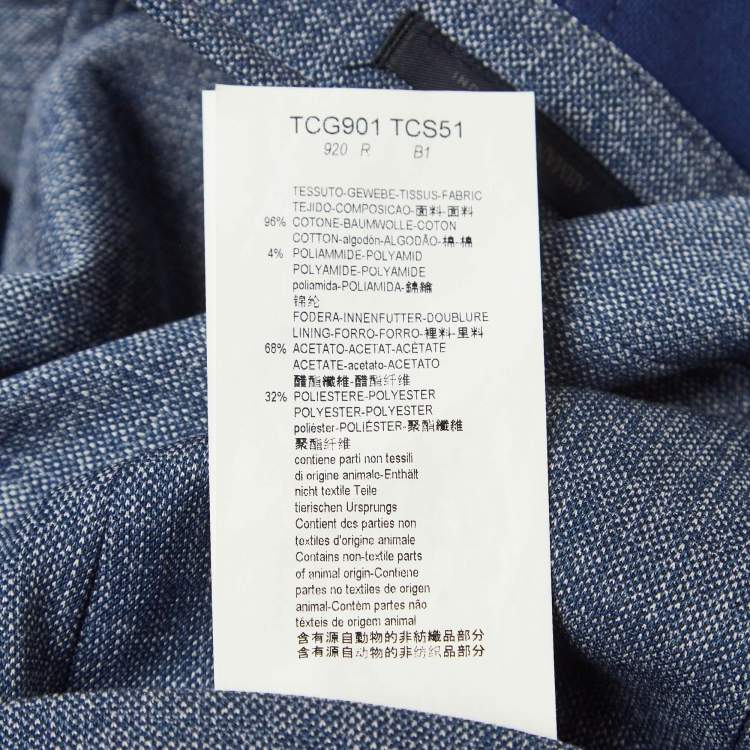 TCG901 TCS51
920 R B1
TESSUTO-GEWEBE-TISSUS-FABRIC
TEJIDO-COMPOSICAO-面料-面料
96% COTONE-BAUMWOLLE-COTON
COTTON-algodón-ALGODÃO-棉-棉
4% POLIAMMIDE-POLYAMID
POLYAMIDE-POLYAMIDE
poliamida-POLIAMIDA-錦綸
锦纶
FODERA-INNENFUTTER-DOUBLURE
LINING-FORRO-FORRO-裡料-里料
68% ACETATO-ACETAT-ACÉTATE
ACETATE-acetato-ACETATO
醋酯纖維-醋酯纤维
32% POLIESTERE-POLYESTER
POLYESTER-POLYESTER
poliéster-POLIÉSTER-聚酯纖維
聚酯纤维
contiene parti non tessili
di origine animale-Enthält
nicht textile Teile
tierischen Ursprungs
Contient des parties non
textiles d'origine animale
Contains non-textile parts
of animal origin-Contiene
partes no textiles de origen
animal-Contém partes não
têxteis de origem animal
含有源自動物的非紡織品部分
含有源自动物的非纺织品部分